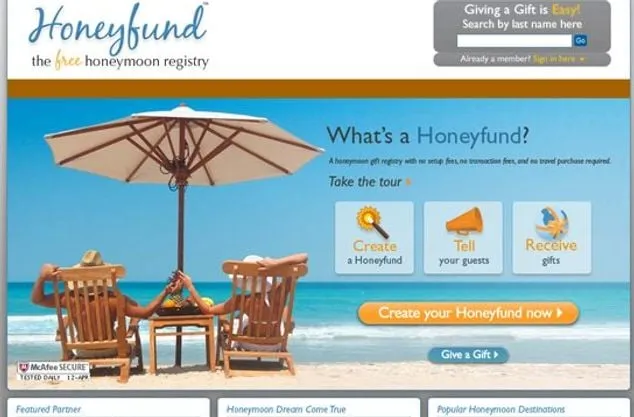 Honeyfund™
the free honeymoon registry
Giving a Gift is Easy!
Search by last name here
Go
Already a member? Sign in here
What's a Honeyfund?
A honeymoon gift registry with no setup fees, no transaction fees, and no travel purchase required.
Take the tour
Create
a Honeyfund
Tell
your guests
Receive
gifts
Create your Honeyfund now
Give a Gift
McAfee SECURE
TESTED DAILY 12-APR
Featured Partner
Honeymoon Dream Come True
Popular Honeymoon Destinations